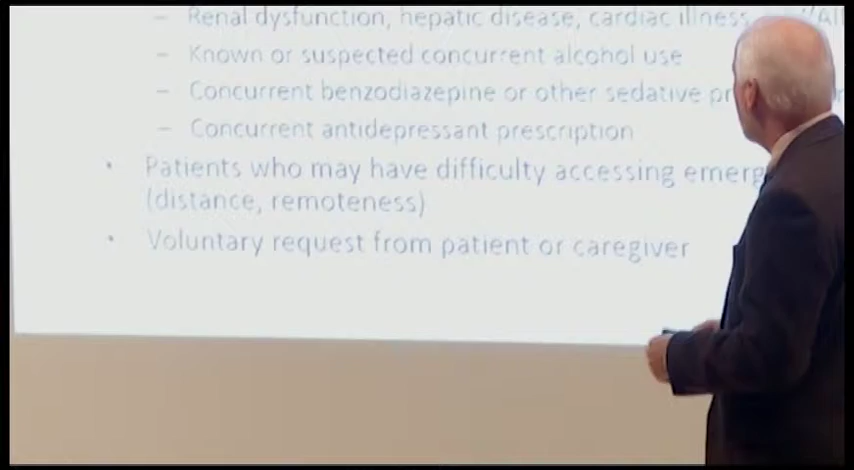 – Renal dysfunction, hepatic disease, cardiac illness
– Known or suspected concurrent alcohol use
– Concurrent benzodiazepine or other sedative
– Concurrent antidepressant prescription
• Patients who may have difficulty accessing
(distance, remoteness)
• Voluntary request from patient or caregiver